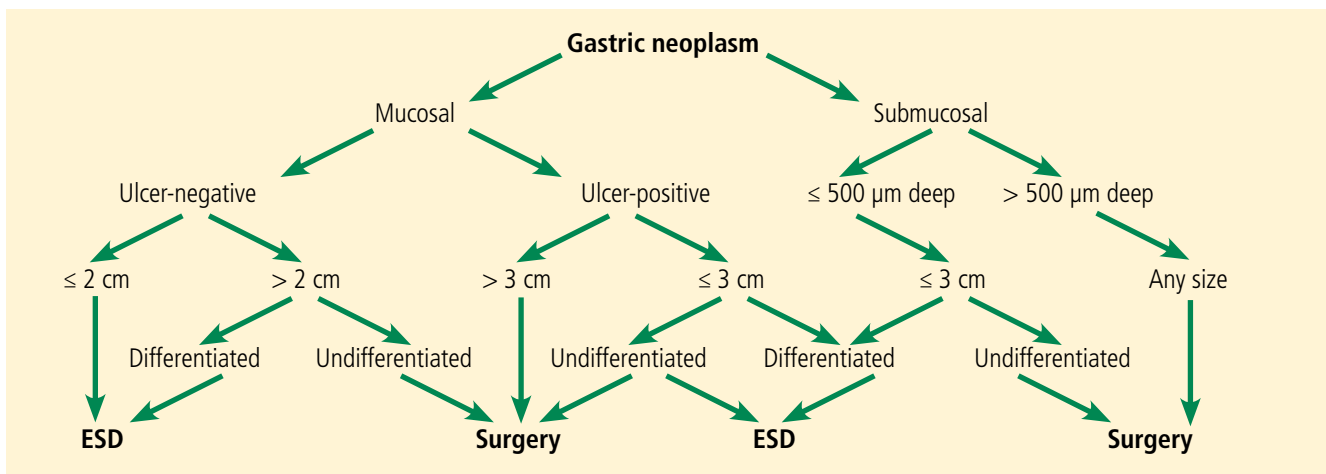 Gastric neoplasm
Mucosal Submucosal
Ulcer-negative Ulcer-positive ≤ 500 µm deep > 500 µm deep
≤ 2 cm > 2 cm > 3 cm ≤ 3 cm ≤ 3 cm Any size
Differentiated Undifferentiated Undifferentiated Differentiated Undifferentiated
ESD Surgery ESD Surgery